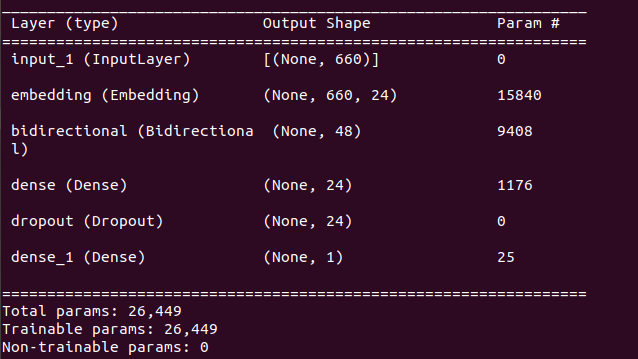 _________________________________________________________________
 Layer (type)                Output Shape              Param #
=================================================================
 input_1 (InputLayer)        [(None, 660)]             0
 embedding (Embedding)       (None, 660, 24)           15840
 bidirectional (Bidirectiona  (None, 48)               9408
 l)
 dense (Dense)               (None, 24)                1176
 dropout (Dropout)           (None, 24)                0
 dense_1 (Dense)             (None, 1)                 25
=================================================================
Total params: 26,449
Trainable params: 26,449
Non-trainable params: 0